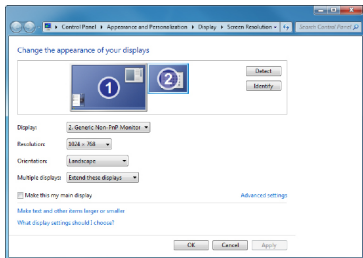 Control Panel ▸ Appearance and Personalization ▸ Display ▸ Screen Resolution
Search Control Panel
Change the appearance of your displays
1
2
Detect
Identify
Display: 2. Generic Non-PnP Monitor
Resolution: 1024 × 768
Orientation: Landscape
Multiple displays: Extend these displays
Make this my main display
Advanced settings
Make text and other items larger or smaller
What display settings should I choose?
OK
Cancel
Apply